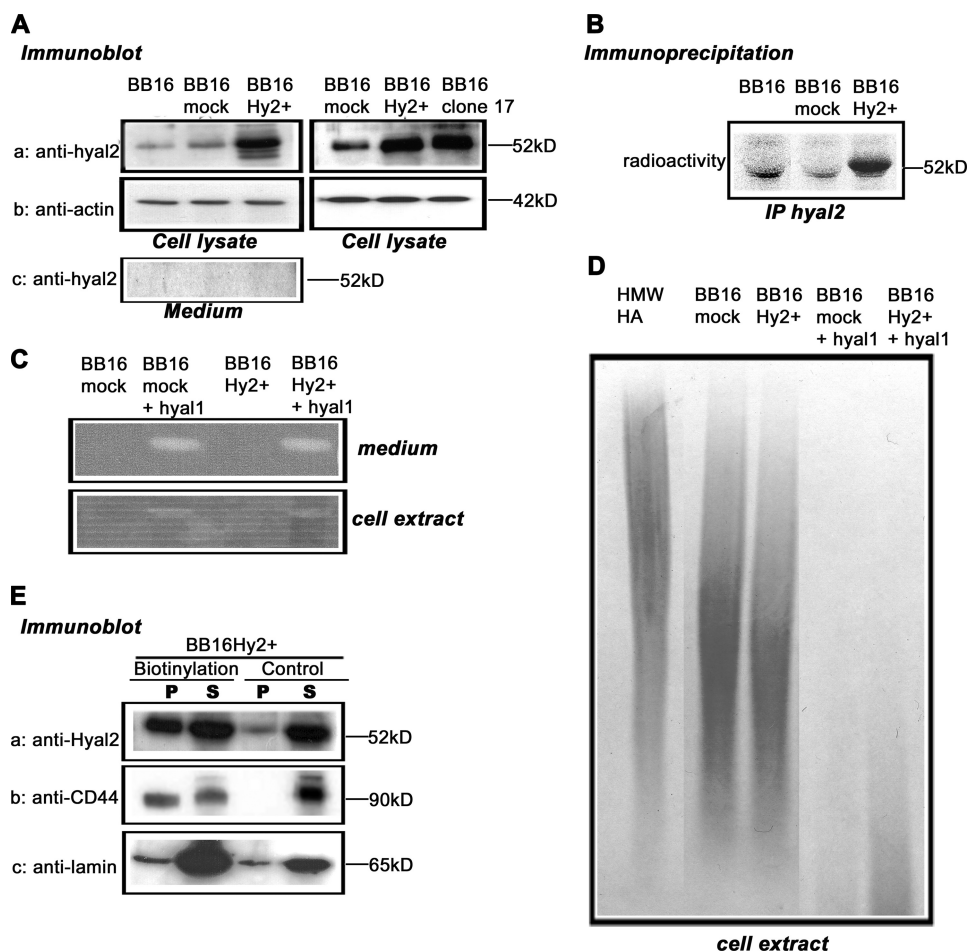 A
Immunoblot
BB16 BB16 mock BB16 Hy2+
BB16 mock BB16 Hy2+ BB16 clone 17
a: anti-hyal2
52kD
b: anti-actin
42kD
Cell lysate
Cell lysate
c: anti-hyal2
52kD
Medium
B
Immunoprecipitation
BB16 BB16 mock BB16 Hy2+
radioactivity
52kD
IP hyal2
C
BB16 mock BB16 mock + hyal1 BB16 Hy2+ BB16 Hy2+ + hyal1
medium
cell extract
D
HMW HA BB16 mock BB16 Hy2+ BB16 mock + hyal1 BB16 Hy2+ + hyal1
cell extract
E
Immunoblot
BB16Hy2+
Biotinylation Control
P S P S
a: anti-Hyal2
52kD
b: anti-CD44
90kD
c: anti-lamin
65kD